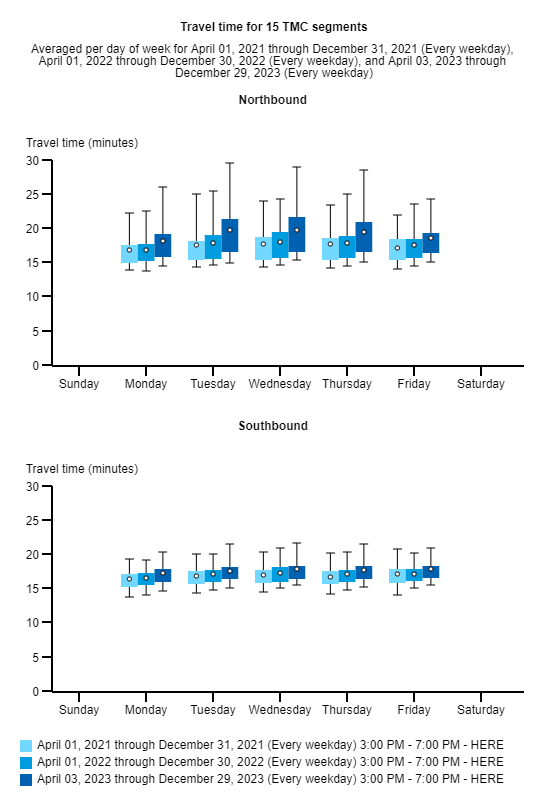 Travel time for 15 TMC segments
Averaged per day of week for April 01, 2021 through December 31, 2021 (Every weekday),
April 01, 2022 through December 30, 2022 (Every weekday), and April 03, 2023 through
December 29, 2023 (Every weekday)
Northbound
Travel time (minutes)
30
25
20
15
10
5
0
Sunday Monday Tuesday Wednesday Thursday Friday Saturday
Southbound
Travel time (minutes)
30
25
20
15
10
5
0
Sunday Monday Tuesday Wednesday Thursday Friday Saturday
April 01, 2021 through December 31, 2021 (Every weekday) 3:00 PM - 7:00 PM - HERE
April 01, 2022 through December 30, 2022 (Every weekday) 3:00 PM - 7:00 PM - HERE
April 03, 2023 through December 29, 2023 (Every weekday) 3:00 PM - 7:00 PM - HERE